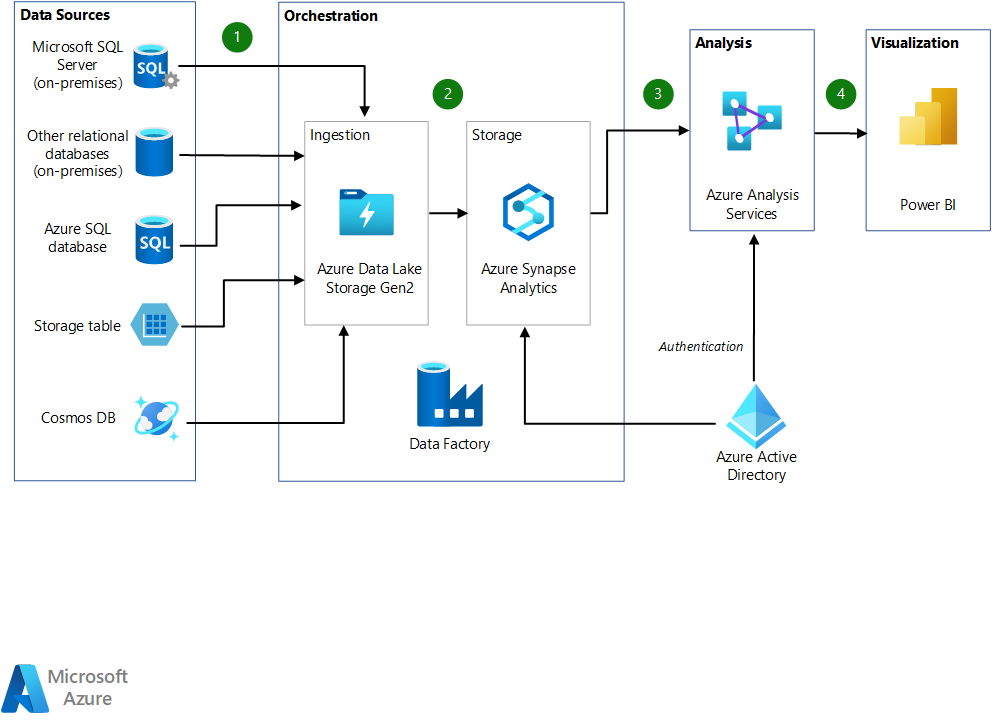 Data Sources
Microsoft SQL
Server
(on-premises)
SQL
Other relational
databases
(on-premises)
Azure SQL
database
SQL
Storage table
Cosmos DB
1
Orchestration
2
Ingestion
Azure Data Lake
Storage Gen2
Storage
Azure Synapse
Analytics
Data Factory
3
Analysis
Azure Analysis
Services
4
Visualization
Power BI
Authentication
Azure Active
Directory
Microsoft
Azure